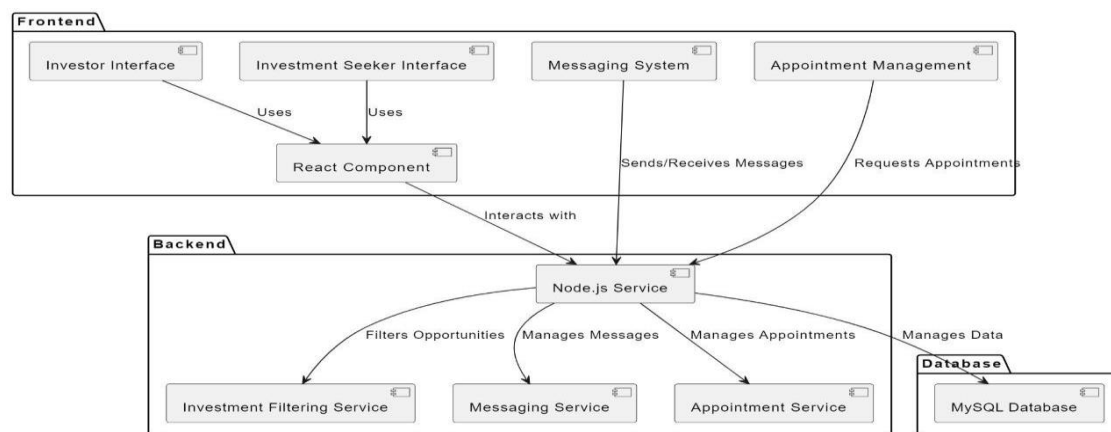 Frontend
Investor Interface
Investment Seeker Interface
Messaging System
Appointment Management
Uses
Uses
React Component
Sends/Receives Messages
Requests Appointments
Interacts with
Backend
Node.js Service
Filters Opportunities
Manages Messages
Manages Appointments
Manages Data
Database
Investment Filtering Service
Messaging Service
Appointment Service
MySQL Database